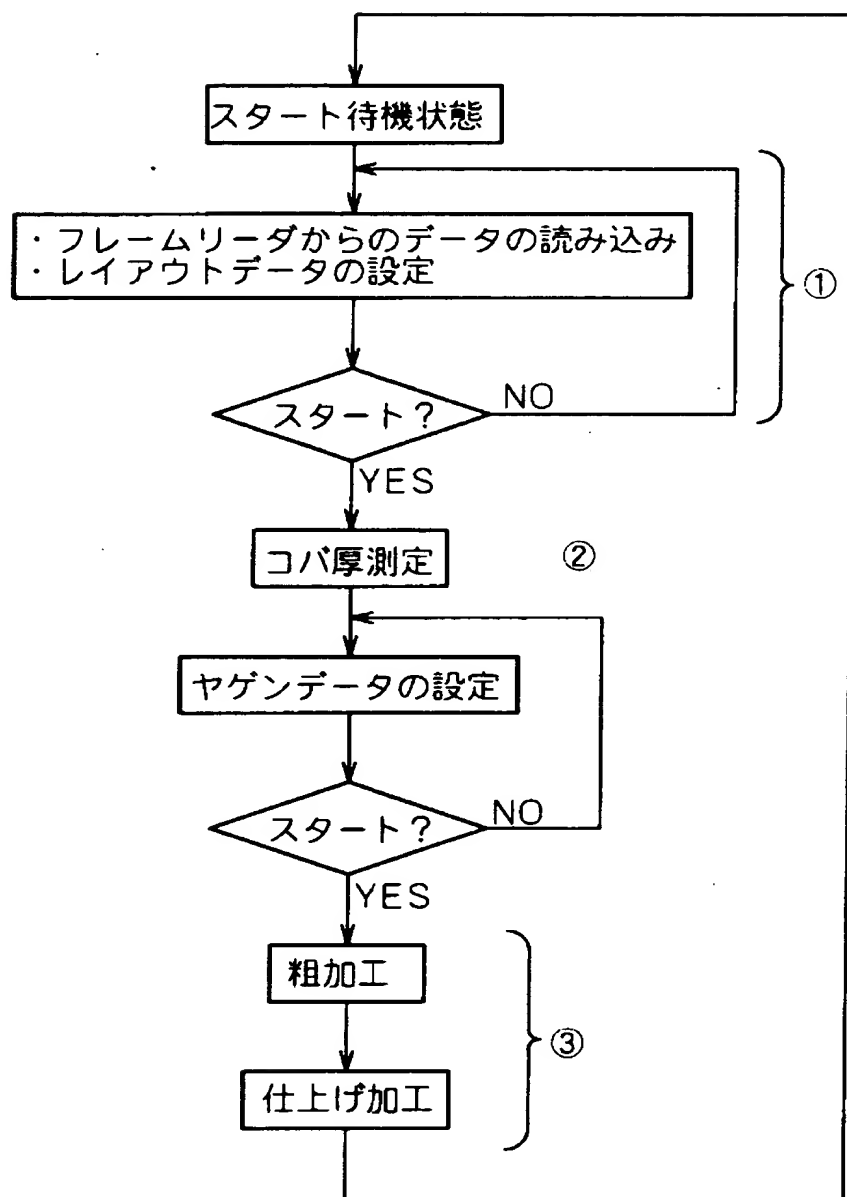 スタート待機状態
・フレームリーダからのデータの読み込み
・レイアウトデータの設定
①
スタート?
NO
YES
コバ厚測定
②
ヤゲンデータの設定
スタート?
NO
YES
粗加工
③
仕上げ加工